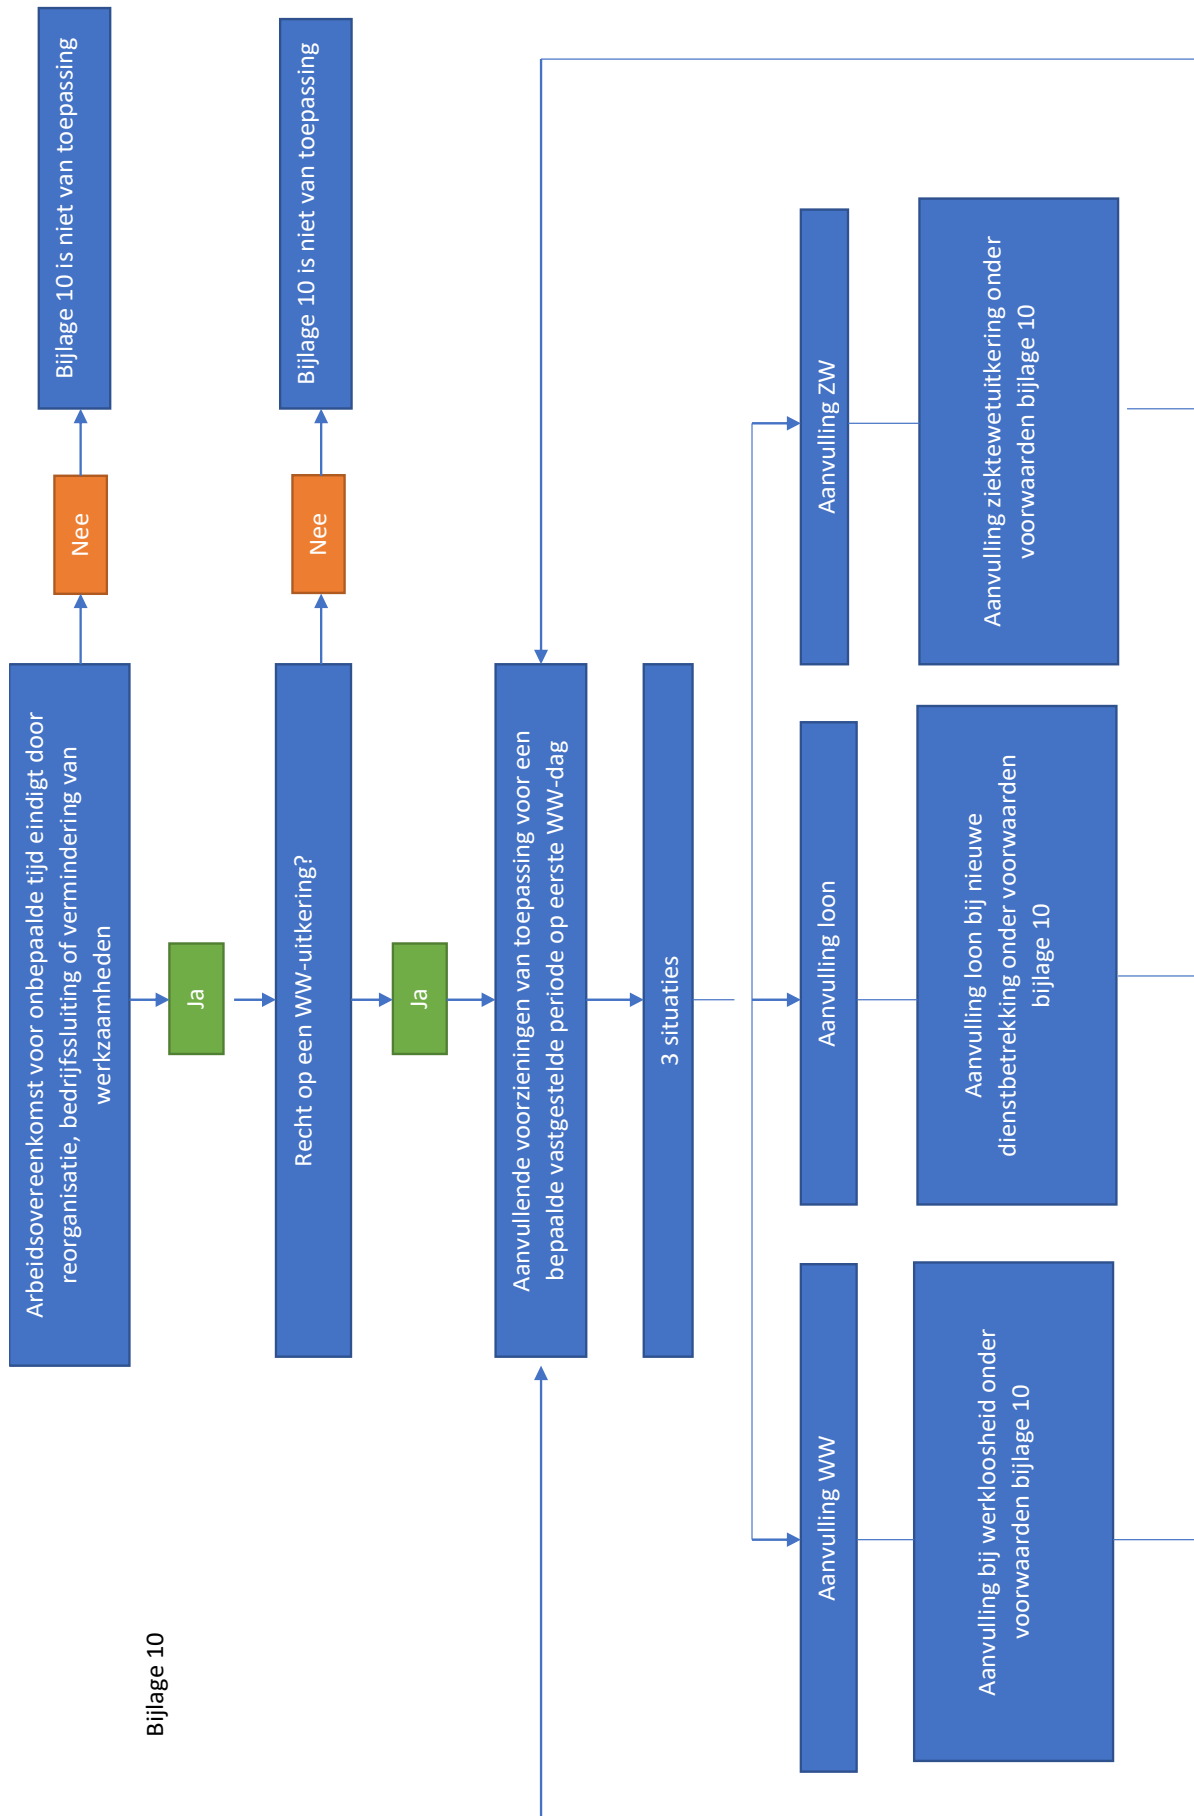 Bijlage 10
Arbeidsovereenkomst voor onbepaalde tijd eindigt door
reorganisatie, bedrijfssluiting of vermindering van
werkzaamheden
Nee
Bijlage 10 is niet van toepassing
Ja
Recht op een WW-uitkering?
Nee
Bijlage 10 is niet van toepassing
Ja
Aanvullende voorzieningen van toepassing voor een
bepaalde vastgestelde periode op eerste WW-dag
3 situaties
Aanvulling WW
Aanvulling loon
Aanvulling ZW
Aanvulling bij werkloosheid onder
voorwaarden bijlage 10
Aanvulling loon bij nieuwe
dienstbetrekking onder voorwaarden
bijlage 10
Aanvulling ziektewetuitkering onder
voorwaarden bijlage 10